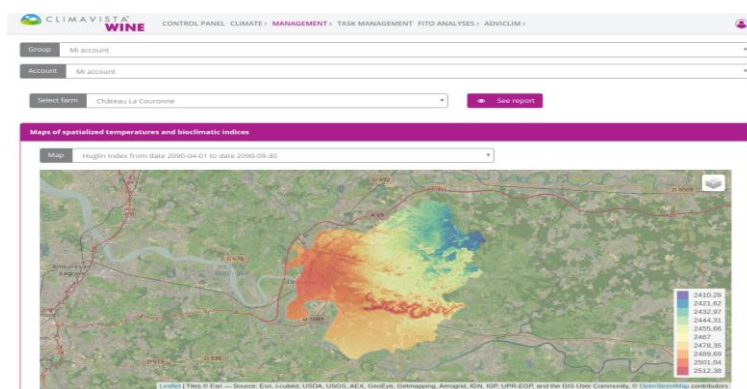 CLIMAVISTA
WINE
CONTROL PANEL CLIMATE› MANAGEMENT› TASK MANAGEMENT FITO ANALYSES› ADVICLIM›
Group Mi account
Account Mi account
Select farm Château La Couronne See report
Maps of spatialized temperatures and bioclimatic indices
Map Huglin Index from date 2090-04-01 to date 2090-09-30
2410,28
2421,62
2432,97
2444,31
2455,66
2467
2478,35
2489,69
2501,04
2512,38
Leaflet | Tiles © Esri — Source: Esri, i-cubed, USDA, USGS, AEX, GeoEye, Getmapping, Aerogrid, IGN, IGP, UPR-EGP, and the GIS User Community, © OpenStreetMap contributors